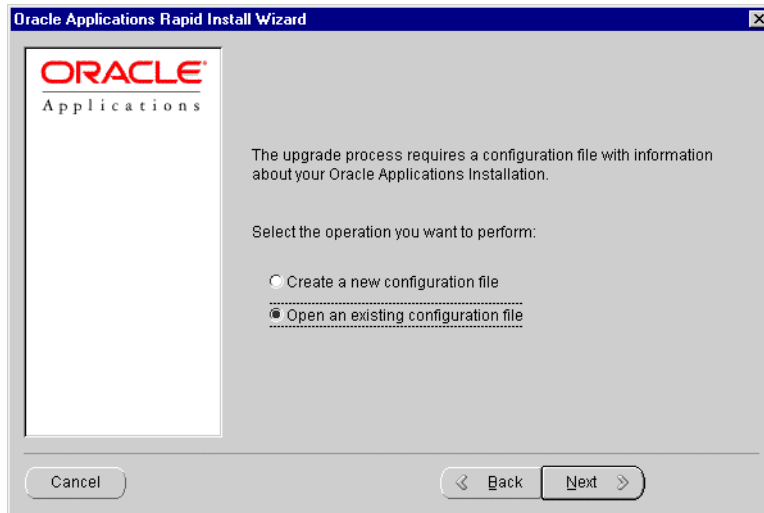 Oracle Applications Rapid Install Wizard
ORACLE
Applications
The upgrade process requires a configuration file with information
about your Oracle Applications Installation.
Select the operation you want to perform:
Create a new configuration file
Open an existing configuration file
Cancel
Back
Next